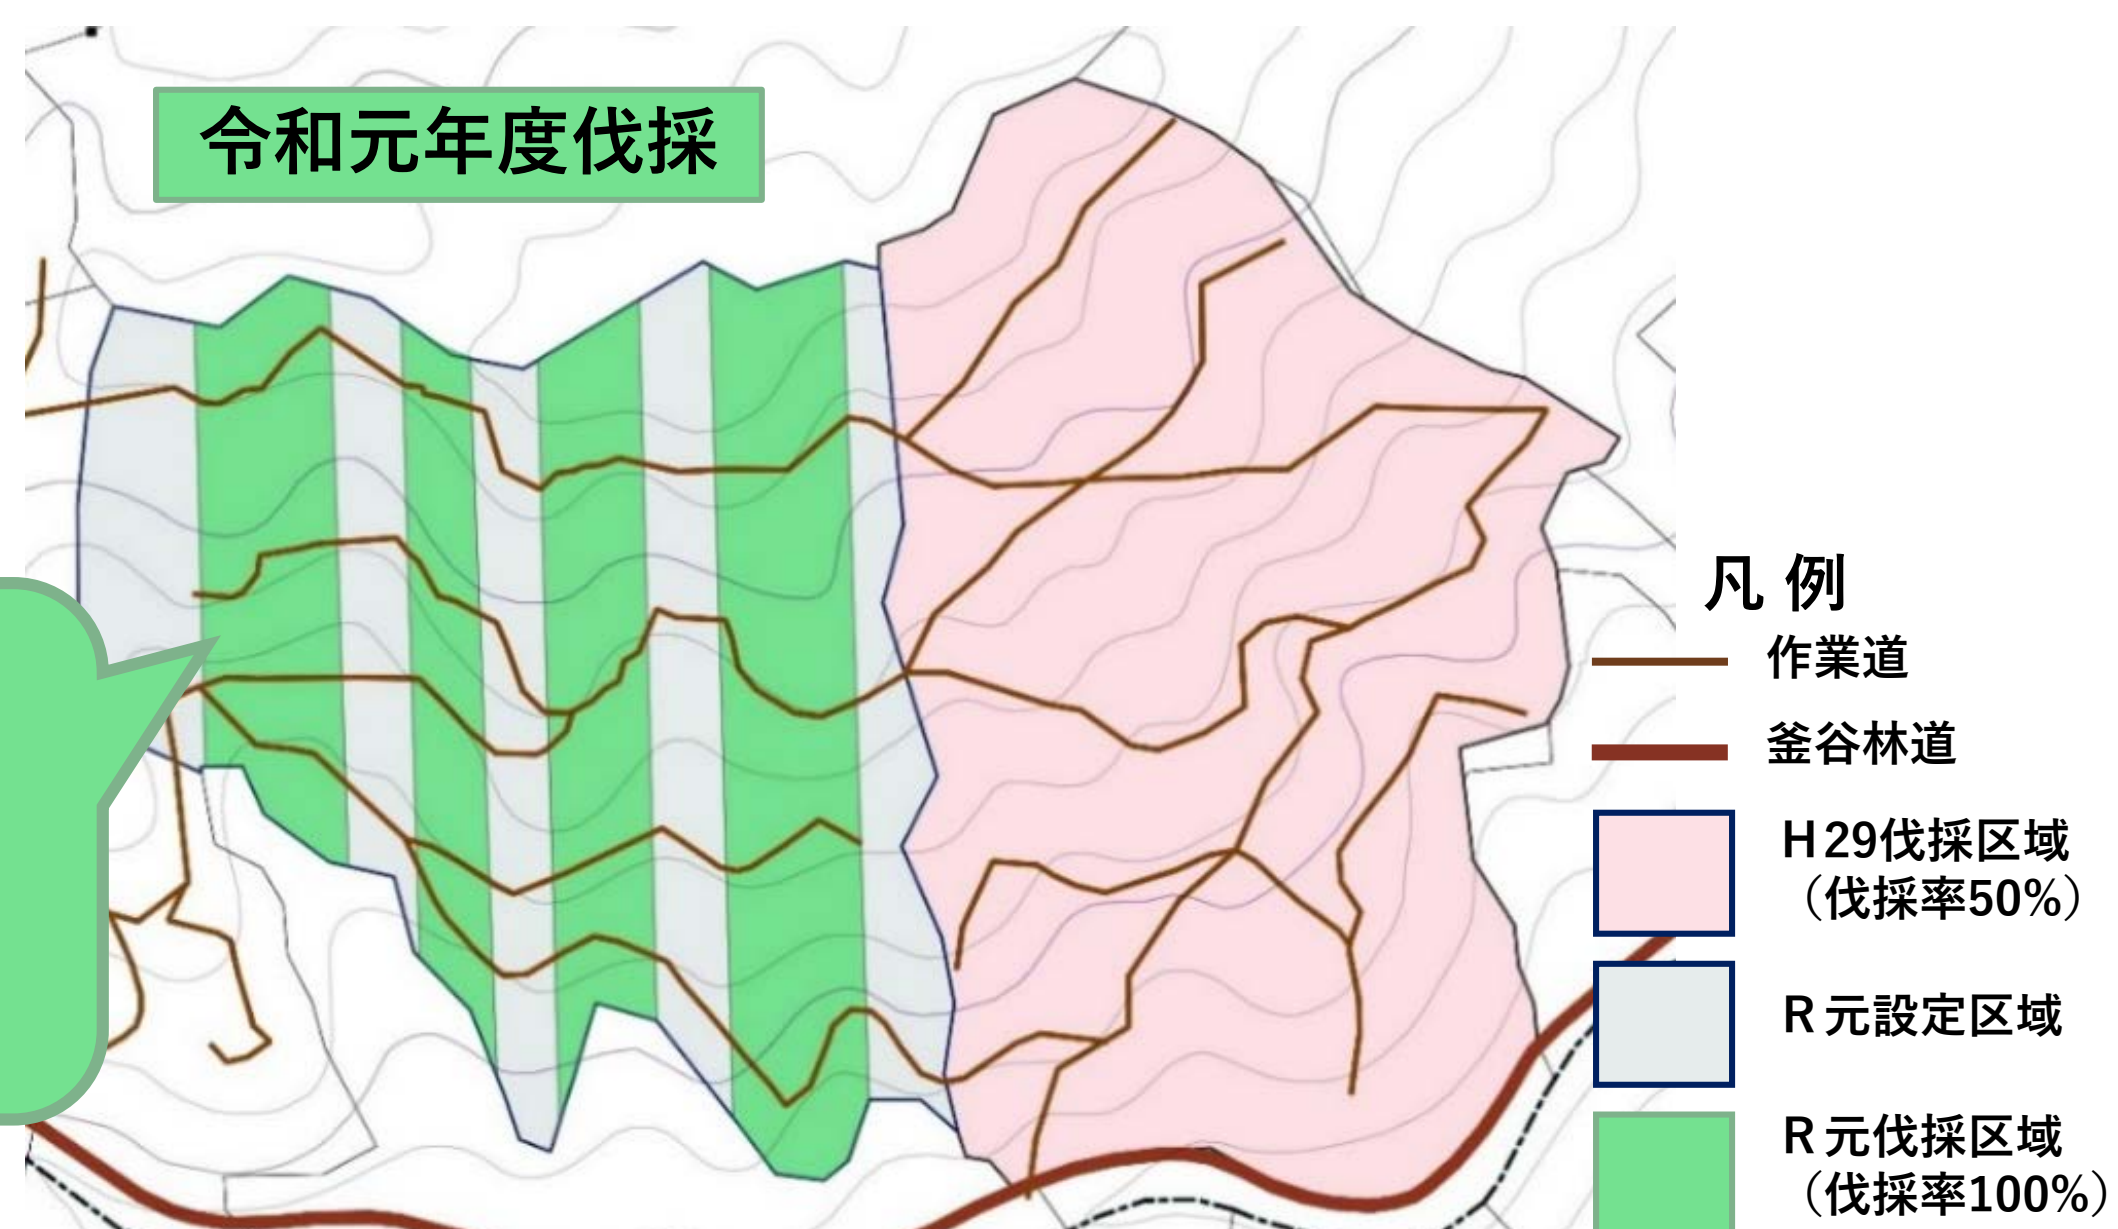 令和元年度伐採
凡 例
作業道
釜谷林道
H29伐採区域
（伐採率50%）
R元設定区域
R元伐採区域
（伐採率100%）